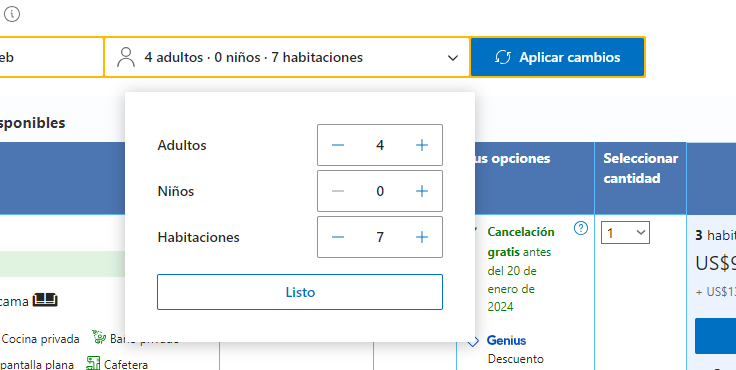 eb
4 adultos · 0 niños · 7 habitaciones
Aplicar cambios
sponibles
Adultos
4
Niños
0
Habitaciones
7
Listo
us opciones
Seleccionar
cantidad
Cancelación
gratis antes
del 20 de
enero de
2024
Genius
Descuento
1
3 habit
US$9
+ US$13
cama
Cocina privada
Baño privado
pantalla plana
Cafetera